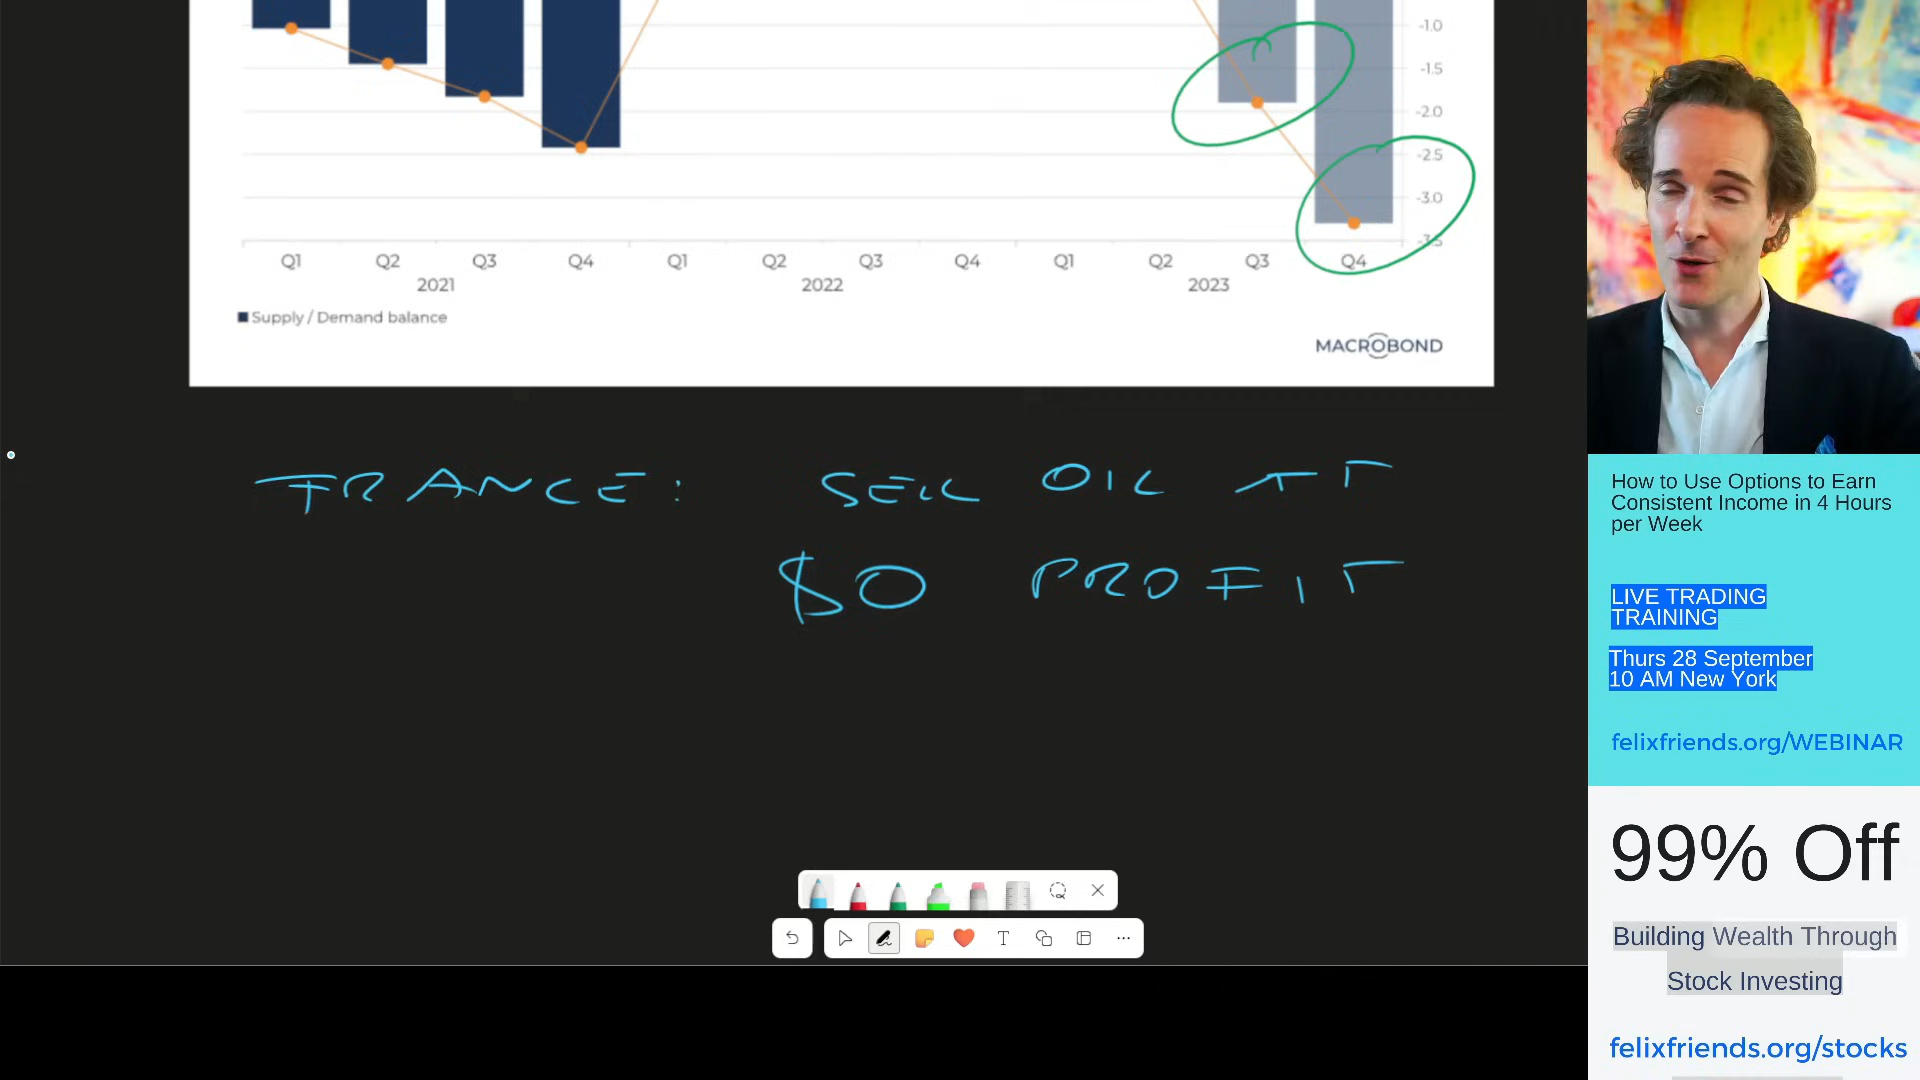 -1.0
-1.5
-2.0
-2.5
-3.0
-3.5
Q1 Q2 Q3 Q4 Q1 Q2 Q3 Q4 Q1 Q2 Q3 Q4
2021 2022 2023
Supply / Demand balance
MACROBOND
FRANCE: SELL OIL AT
$0 PROFIT
How to Use Options to Earn
Consistent Income in 4 Hours
per Week
LIVE TRADING
TRAINING
Thurs 28 September
10 AM New York
felixfriends.org/WEBINAR
99% Off
Building Wealth Through
Stock Investing
felixfriends.org/stocks